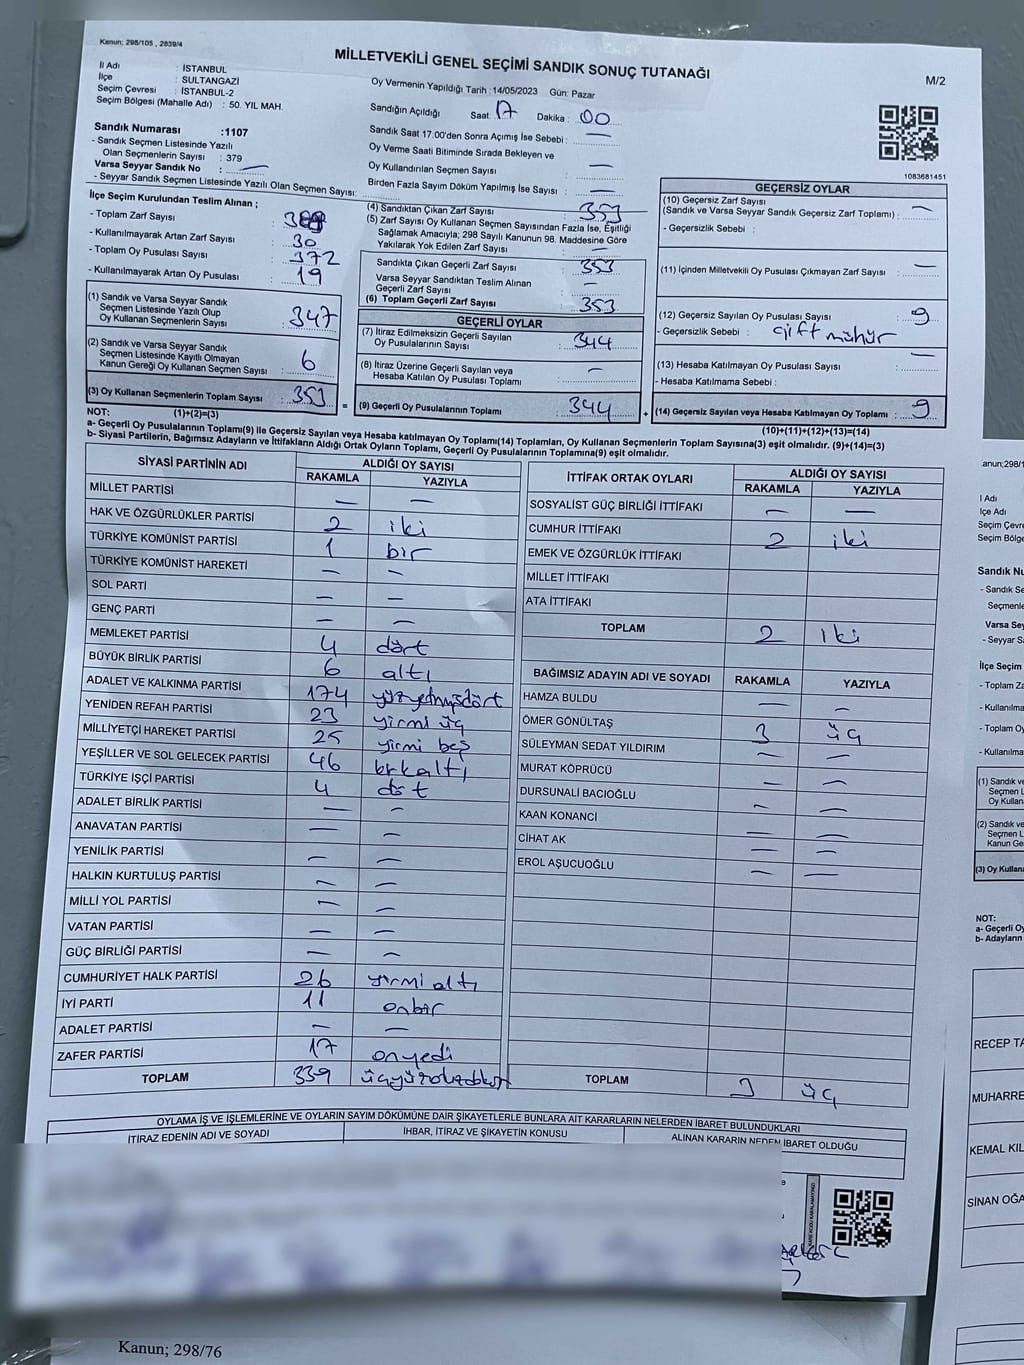 Kanun; 298/105 , 2839/4
MİLLETVEKİLİ GENEL SEÇİMİ SANDIK SONUÇ TUTANAĞI
M/2
İl Adı : İSTANBUL
İlçe : SULTANGAZİ
Seçim Çevresi : İSTANBUL-2
Seçim Bölgesi (Mahalle Adı) : 50. YIL MAH.
Sandık Numarası :1107
- Sandık Seçmen Listesinde Yazılı
Olan Seçmenlerin Sayısı : 379
Varsa Seyyar Sandık No : —
- Seyyar Sandık Seçmen Listesinde Yazılı Olan Seçmen Sayısı:
Oy Vermenin Yapıldığı Tarih :14/05/2023 Gün: Pazar
Sandığın Açıldığı Saat: 17 Dakika : 00
Sandık Saat 17.00'den Sonra Açımış İse Sebebi : —
Oy Verme Saati Bitiminde Sırada Bekleyen ve
Oy Kullandırılan Seçmen Sayısı : —
Birden Fazla Sayım Döküm Yapılmış İse Sayısı : —
1083681451
İlçe Seçim Kurulundan Teslim Alınan ;
- Toplam Zarf Sayısı :
- Kullanılmayarak Artan Zarf Sayısı : 30
- Toplam Oy Pusulası Sayısı : 372
- Kullanılmayarak Artan Oy Pusulası : 19
(1) Sandık ve Varsa Seyyar Sandık
Seçmen Listesinde Yazılı Olup
Oy Kullanan Seçmenlerin Sayısı : 347
(2) Sandık ve Varsa Seyyar Sandık
Seçmen Listesinde Kayıtlı Olmayan
Kanun Gereği Oy Kullanan Seçmen Sayısı : 6
(3) Oy Kullanan Seçmenlerin Toplam Sayısı : 353
(4) Sandıktan Çıkan Zarf Sayısı : 353
(5) Zarf Sayısı Oy Kullanan Seçmen Sayısından Fazla İse, Eşitliği
Sağlamak Amacıyla; 298 Sayılı Kanunun 98. Maddesine Göre
Yakılarak Yok Edilen Zarf Sayısı : —
Sandıkta Çıkan Geçerli Zarf Sayısı : 353
Varsa Seyyar Sandıktan Teslim Alınan
Geçerli Zarf Sayısı : —
(6) Toplam Geçerli Zarf Sayısı : 353
GEÇERLİ OYLAR
(7) İtiraz Edilmeksizin Geçerli Sayılan
Oy Pusulalarının Sayısı : 344
(8) İtiraz Üzerine Geçerli Sayılan veya
Hesaba Katılan Oy Pusulası Toplamı : —
= (9) Geçerli Oy Pusulalarının Toplamı : 344
GEÇERSİZ OYLAR
(10) Geçersiz Zarf Sayısı
(Sandık ve Varsa Seyyar Sandık Geçersiz Zarf Toplamı) : —
- Geçersizlik Sebebi :
(11) İçinden Milletvekili Oy Pusulası Çıkmayan Zarf Sayısı : —
(12) Geçersiz Sayılan Oy Pusulası Sayısı : 9
- Geçersizlik Sebebi : çift mühür
(13) Hesaba Katılmayan Oy Pusulası Sayısı : —
- Hesaba Katılmama Sebebi :
+ (14) Geçersiz Sayılan veya Hesaba Katılmayan Oy Toplamı : 9
NOT: (1)+(2)=(3) (10)+(11)+(12)+(13)=(14)
a- Geçerli Oy Pusulalarının Toplamı(9) ile Geçersiz Sayılan veya Hesaba katılmayan Oy Toplamı(14) Toplamları, Oy Kullanan Seçmenlerin Toplam Sayısına(3) eşit olmalıdır. (9)+(14)=(3)
b- Siyasi Partilerin, Bağımsız Adayların ve İttifakların Aldığı Ortak Oyların Toplamı, Geçerli Oy Pusulalarının Toplamına(9) eşit olmalıdır.
SİYASİ PARTİNİN ADI ALDIĞI OY SAYISI
RAKAMLA YAZIYLA
MİLLET PARTİSİ — —
HAK VE ÖZGÜRLÜKLER PARTİSİ 2 iki
TÜRKİYE KOMÜNİST PARTİSİ 1 bir
TÜRKİYE KOMÜNİST HAREKETİ — —
SOL PARTİ — —
GENÇ PARTİ — —
MEMLEKET PARTİSİ 4 dört
BÜYÜK BİRLİK PARTİSİ 6 altı
ADALET VE KALKINMA PARTİSİ 174 yüzyetmişdört
YENİDEN REFAH PARTİSİ 23 yirmi üç
MİLLİYETÇİ HAREKET PARTİSİ 25 yirmi beş
YEŞİLLER VE SOL GELECEK PARTİSİ 46 kırkaltı
TÜRKİYE İŞÇİ PARTİSİ 4 dört
ADALET BİRLİK PARTİSİ — —
ANAVATAN PARTİSİ — —
YENİLİK PARTİSİ — —
HALKIN KURTULUŞ PARTİSİ — —
MİLLİ YOL PARTİSİ — —
VATAN PARTİSİ — —
GÜÇ BİRLİĞİ PARTİSİ — —
CUMHURİYET HALK PARTİSİ 26 yirmi altı
İYİ PARTİ 11 onbir
ADALET PARTİSİ — —
ZAFER PARTİSİ 17 onyedi
TOPLAM 339
İTTİFAK ORTAK OYLARI ALDIĞI OY SAYISI
RAKAMLA YAZIYLA
SOSYALİST GÜÇ BİRLİĞİ İTTİFAKI — —
CUMHUR İTTİFAKI 2 iki
EMEK VE ÖZGÜRLÜK İTTİFAKI
MİLLET İTTİFAKI
ATA İTTİFAKI
TOPLAM 2 iki
BAĞIMSIZ ADAYIN ADI VE SOYADI RAKAMLA YAZIYLA
HAMZA BULDU — —
ÖMER GÖNÜLTAŞ 3 üç
SÜLEYMAN SEDAT YILDIRIM — —
MURAT KÖPRÜCÜ — —
DURSUNALİ BACIOĞLU — —
KAAN KONANCİ — —
CİHAT AK — —
EROL AŞUCUOĞLU — —
TOPLAM 3 üç
OYLAMA İŞ VE İŞLEMLERİNE VE OYLARIN SAYIM DÖKÜMÜNE DAİR ŞİKAYETLERLE BUNLARA AİT KARARLARIN NELERDEN İBARET BULUNDUKLARI
İTİRAZ EDENİN ADI VE SOYADI İHBAR, İTİRAZ VE ŞİKAYETİN KONUSU ALINAN KARARIN NEDEN İBARET OLDUĞU
Kanun; 298/76
anun;298/1
l Adı
lçe Adı
Seçim Çevre
Seçim Bölge
Sandık Nu
- Sandık Se
Seçmenle
Varsa Sey
- Seyyar S
İlçe Seçim
- Toplam Za
- Kullanılma
- Toplam Oy
- Kullanılma
(1) Sandık ve
Seçmen L
Oy Kullan
(2) Sandık ve
Seçmen L
Kanun Ge
(3) Oy Kullana
NOT:
a- Geçerli Oy
b- Adayların
RECEP TA
MUHARRE
KEMAL KIL
SİNAN OĞA